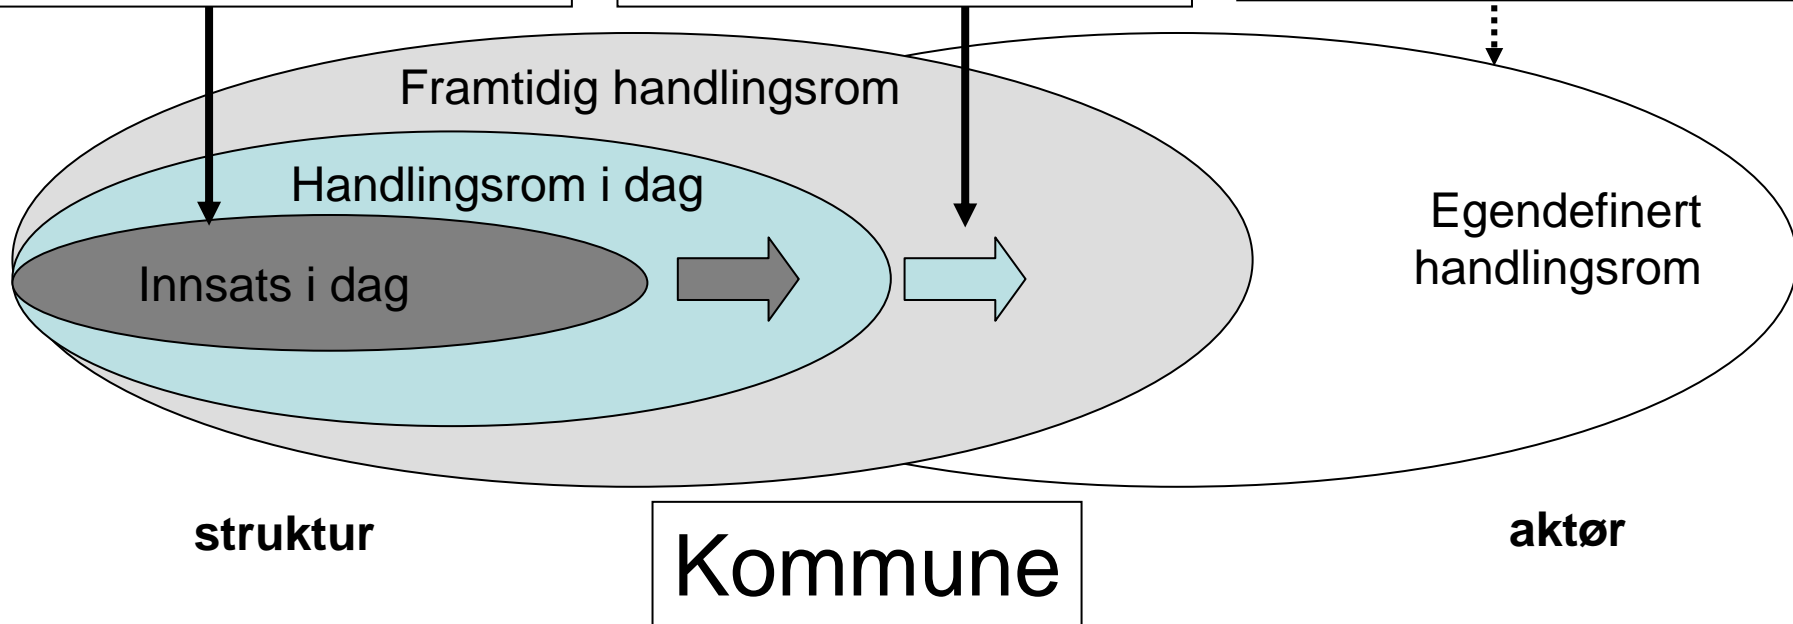 Framtidig handlingsrom
Handlingsrom i dag
Innsats i dag
Egendefinert
handlingsrom
struktur
aktør
Kommune